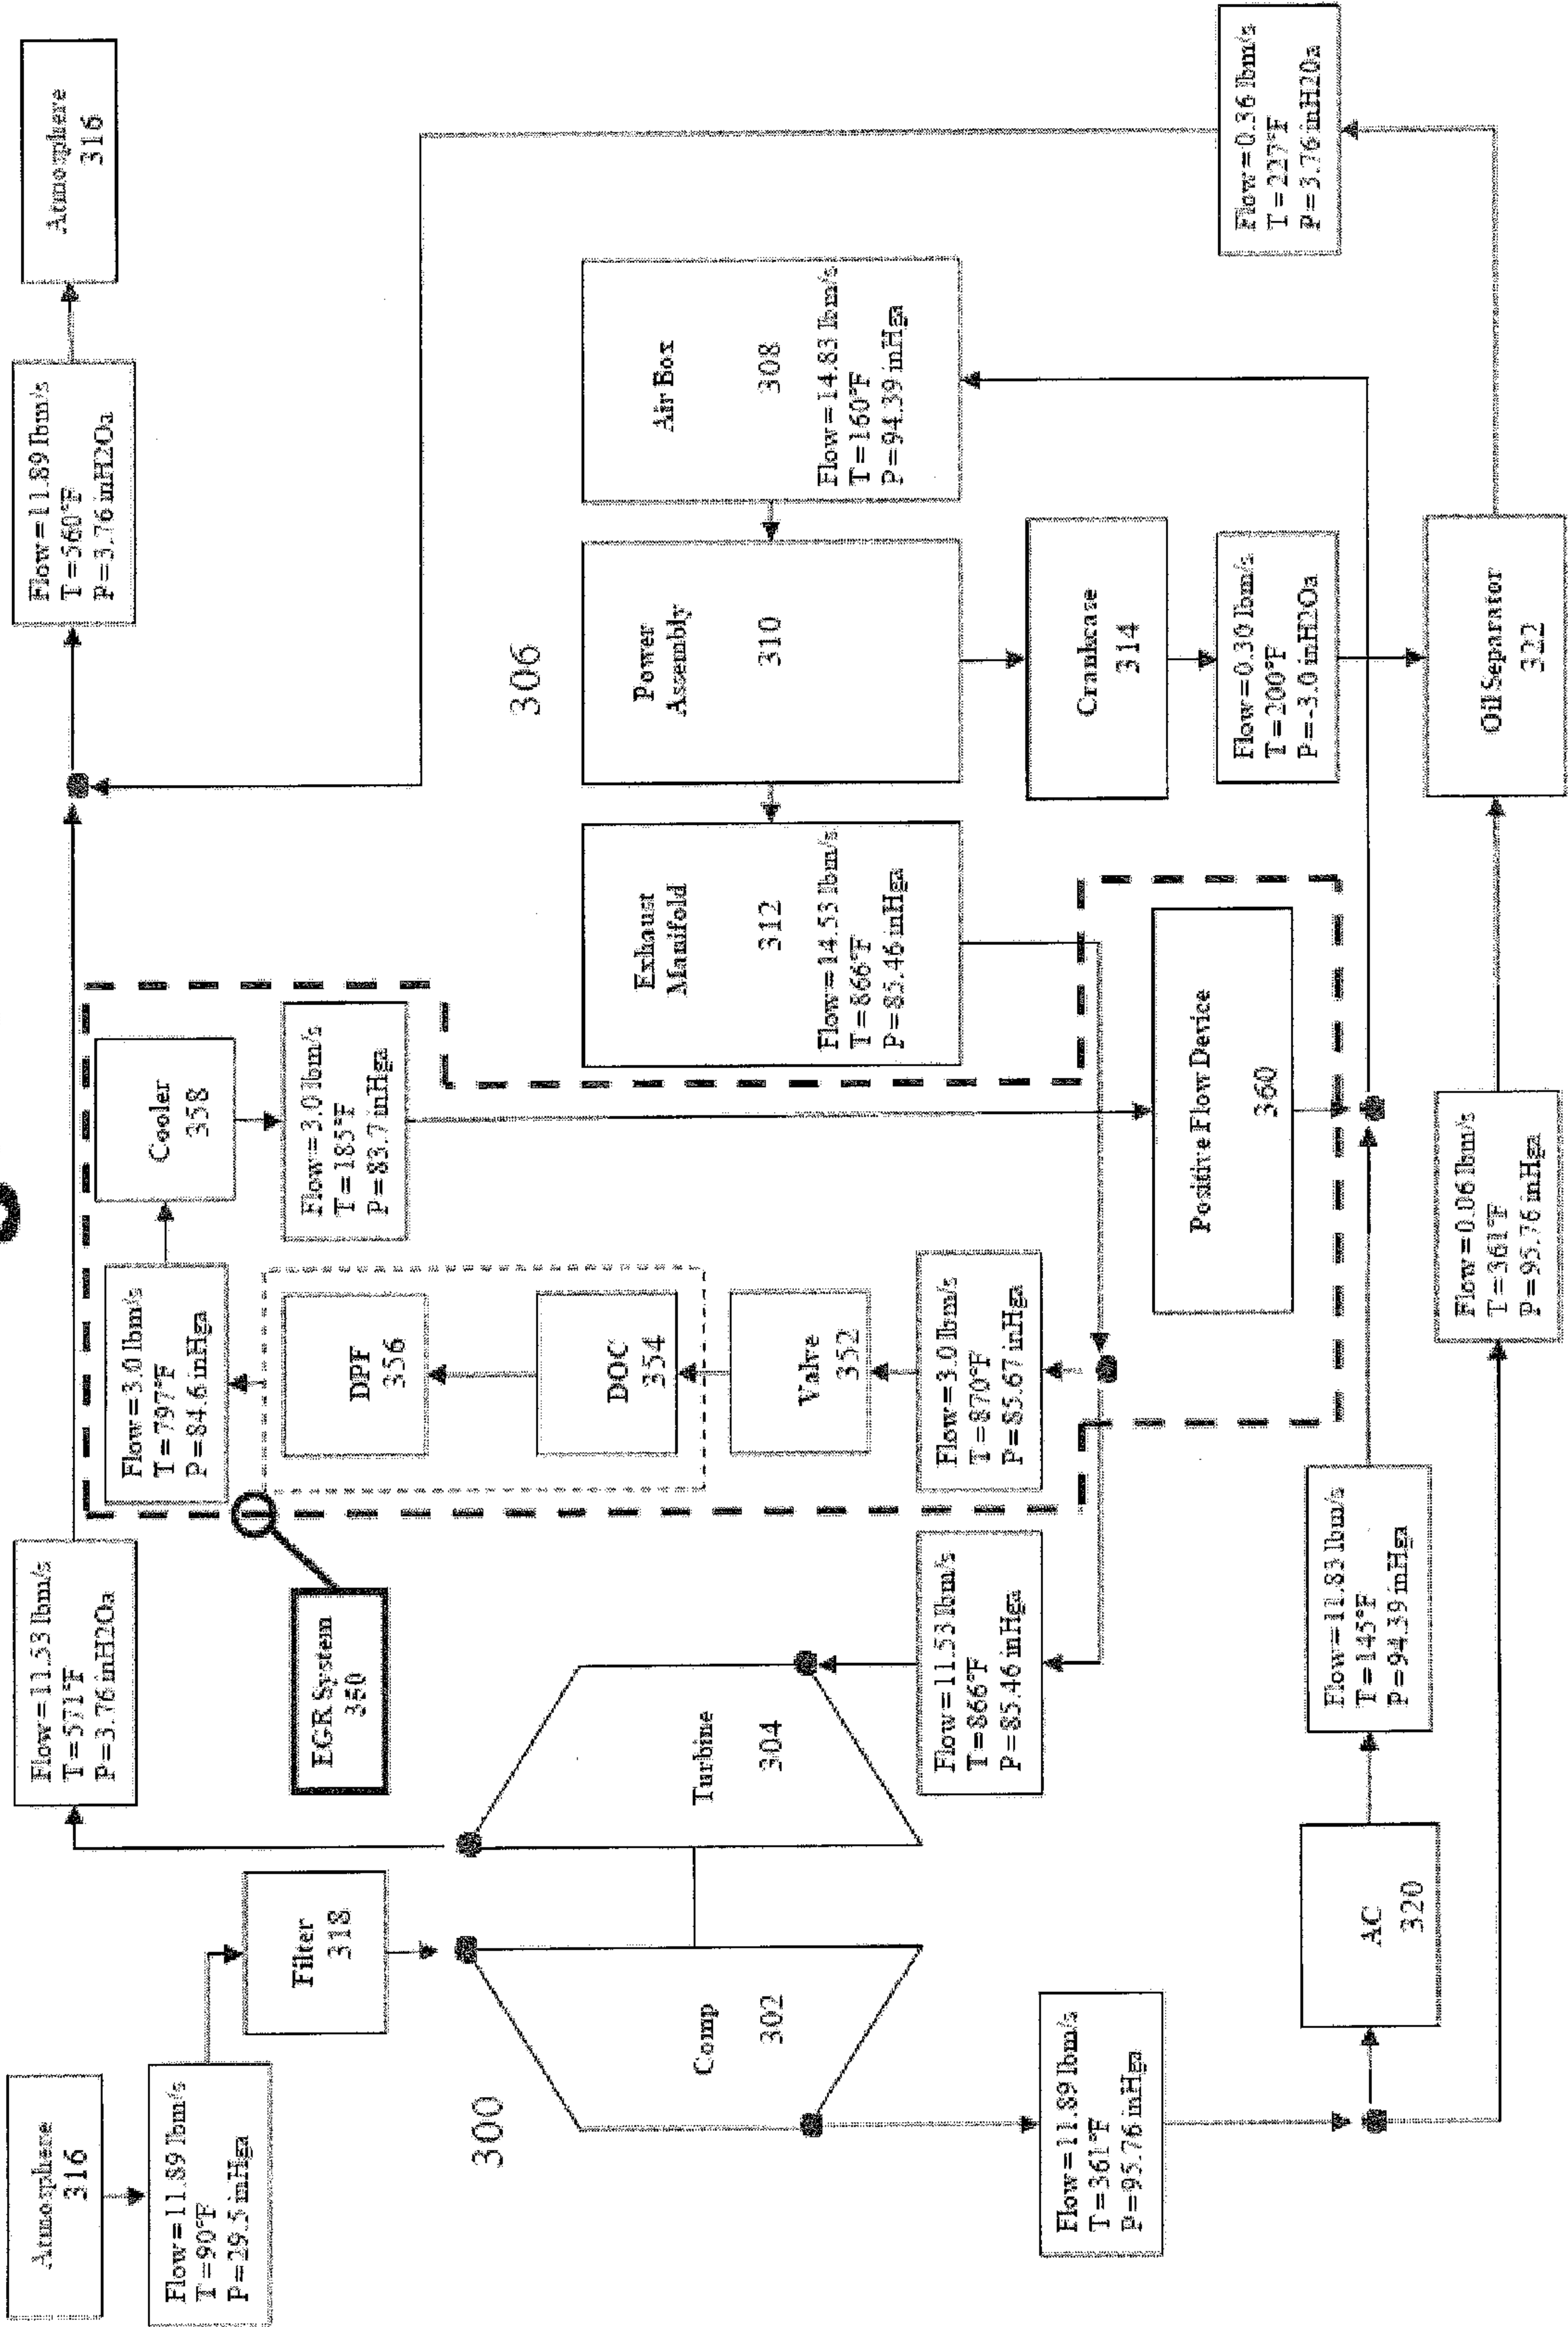 Atmosphere
316
Flow=11.89 lbm/s
T=90°F
P=29.5 inHga
Filter
318
300
Comp
302
Turbine
304
Flow=11.89 lbm/s
T=361°F
P=95.76 inHga
AC
320
Flow=11.83 lbm/s
T=145°F
P=94.39 inHga
Flow=0.06 lbm/s
T=361°F
P=95.76 inHga
Flow=11.53 lbm/s
T=866°F
P=85.46 inHga
Flow=11.53 lbm/s
T=571°F
P=3.76 inH2Oa
EGR System
350
Flow=3.0 lbm/s
T=797°F
P=84.6 inHga
DPF
356
DOC
354
Valve
352
Flow=3.0 lbm/s
T=870°F
P=85.67 inHga
Cooler
358
Flow=3.0 lbm/s
T=185°F
P=83.7 inHga
Positive Flow Device
360
306
Exhaust
Manifold
312
Flow=14.53 lbm/s
T=866°F
P=85.46 inHga
Power
Assembly
310
Air Box
308
Flow=14.83 lbm/s
T=160°F
P=94.39 inHga
Crankcase
314
Flow=0.30 lbm/s
T=200°F
P=-3.0 inH2Oa
Oil Separator
322
Flow=0.36 lbm/s
T=227°F
P=3.76 inH20a
Flow=11.89 lbm/s
T=560°F
P=3.76 inH2Oa
Atmosphere
316